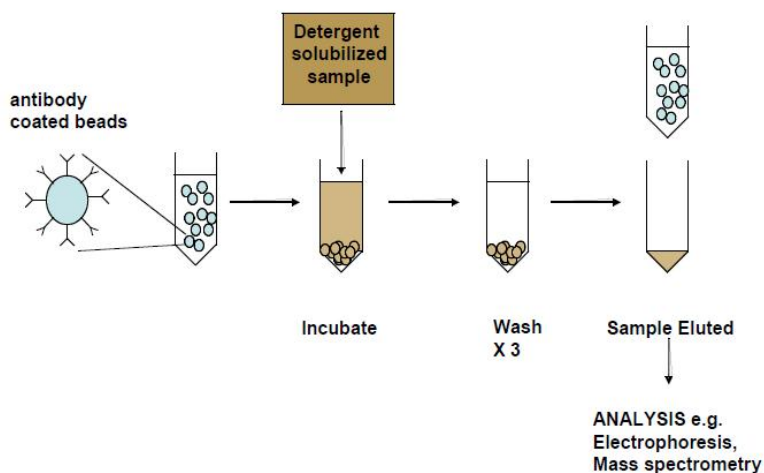 Detergent
solubilized
sample
antibody
coated beads
Incubate
Wash
X 3
Sample Eluted
ANALYSIS e.g.
Electrophoresis,
Mass spectrometry